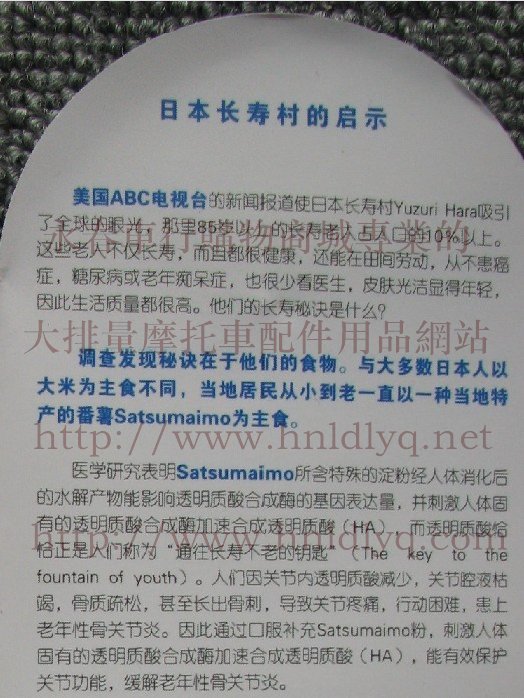 日本长寿村的启示
美国ABC电视台的新闻报道使日本长寿村Yuzuri Hara吸引
了全球的眼光，那里85岁以上的长寿老人占人口的10%以上。
这些老人不仅长寿，而且都很健康，还能在田间劳动，从不患癌
症，糖尿病或老年痴呆症，也很少看医生，皮肤光洁显得年轻，
因此生活质量都很高。他们的长寿秘诀是什么？
大排量摩托車配件用品網站
调查发现秘诀在于他们的食物。与大多数日本人以
大米为主食不同，当地居民从小到老一直以一种当地特
产的番薯Satsumaimo为主食。
http://www.hnldlyq.net
医学研究表明Satsumaimo所含特殊的淀粉经人体消化后
的水解产物能影响透明质酸合成酶的基因表达量，并刺激人体固
有的透明质酸合成酶加速合成透明质酸（HA），而透明质酸恰
http://www.hnldlyq.com
恰正是人们称为“通往长寿不老的钥匙”（The key to the
fountain of youth）。人们因关节内透明质酸减少，关节腔液枯
竭，骨质疏松，甚至长出骨刺，导致关节疼痛，行动困难，患上
老年性骨关节炎。因此通过口服补充Satsumaimo粉，刺激人体
固有的透明质酸合成酶加速合成透明质酸（HA），能有效保护
关节功能，缓解老年性骨关节炎。